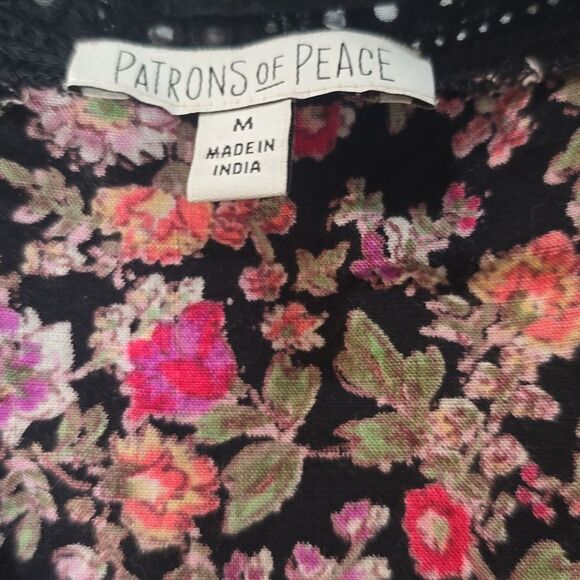 PATRONS OF PEACE
M
MADE IN
INDIA